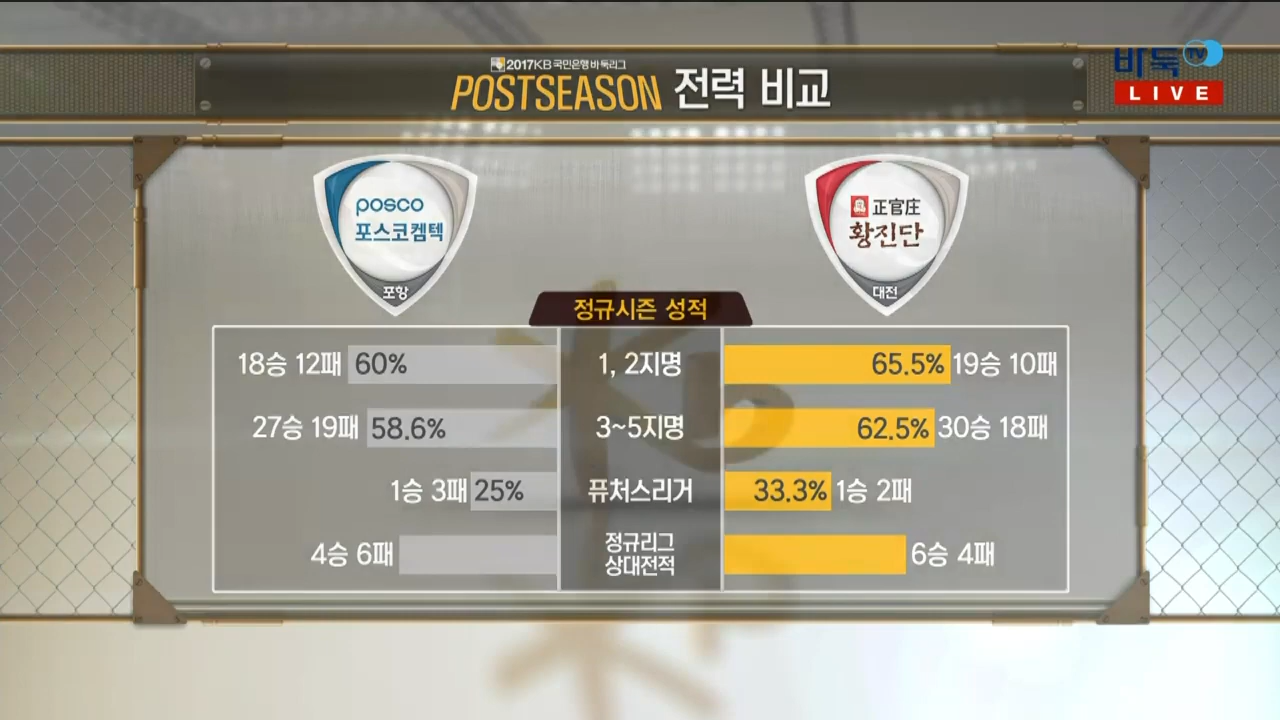 2017KB국민은행바둑리그
POSTSEASON 전력 비교
바둑TV
LIVE
posco
포스코켐텍
포항
正官庄
황진단
대전
정규시즌 성적
18승 12패 60% 1, 2지명 65.5% 19승 10패
27승 19패 58.6% 3~5지명 62.5% 30승 18패
1승 3패 25% 퓨처스리거 33.3% 1승 2패
4승 6패 정규리그 6승 4패
상대전적